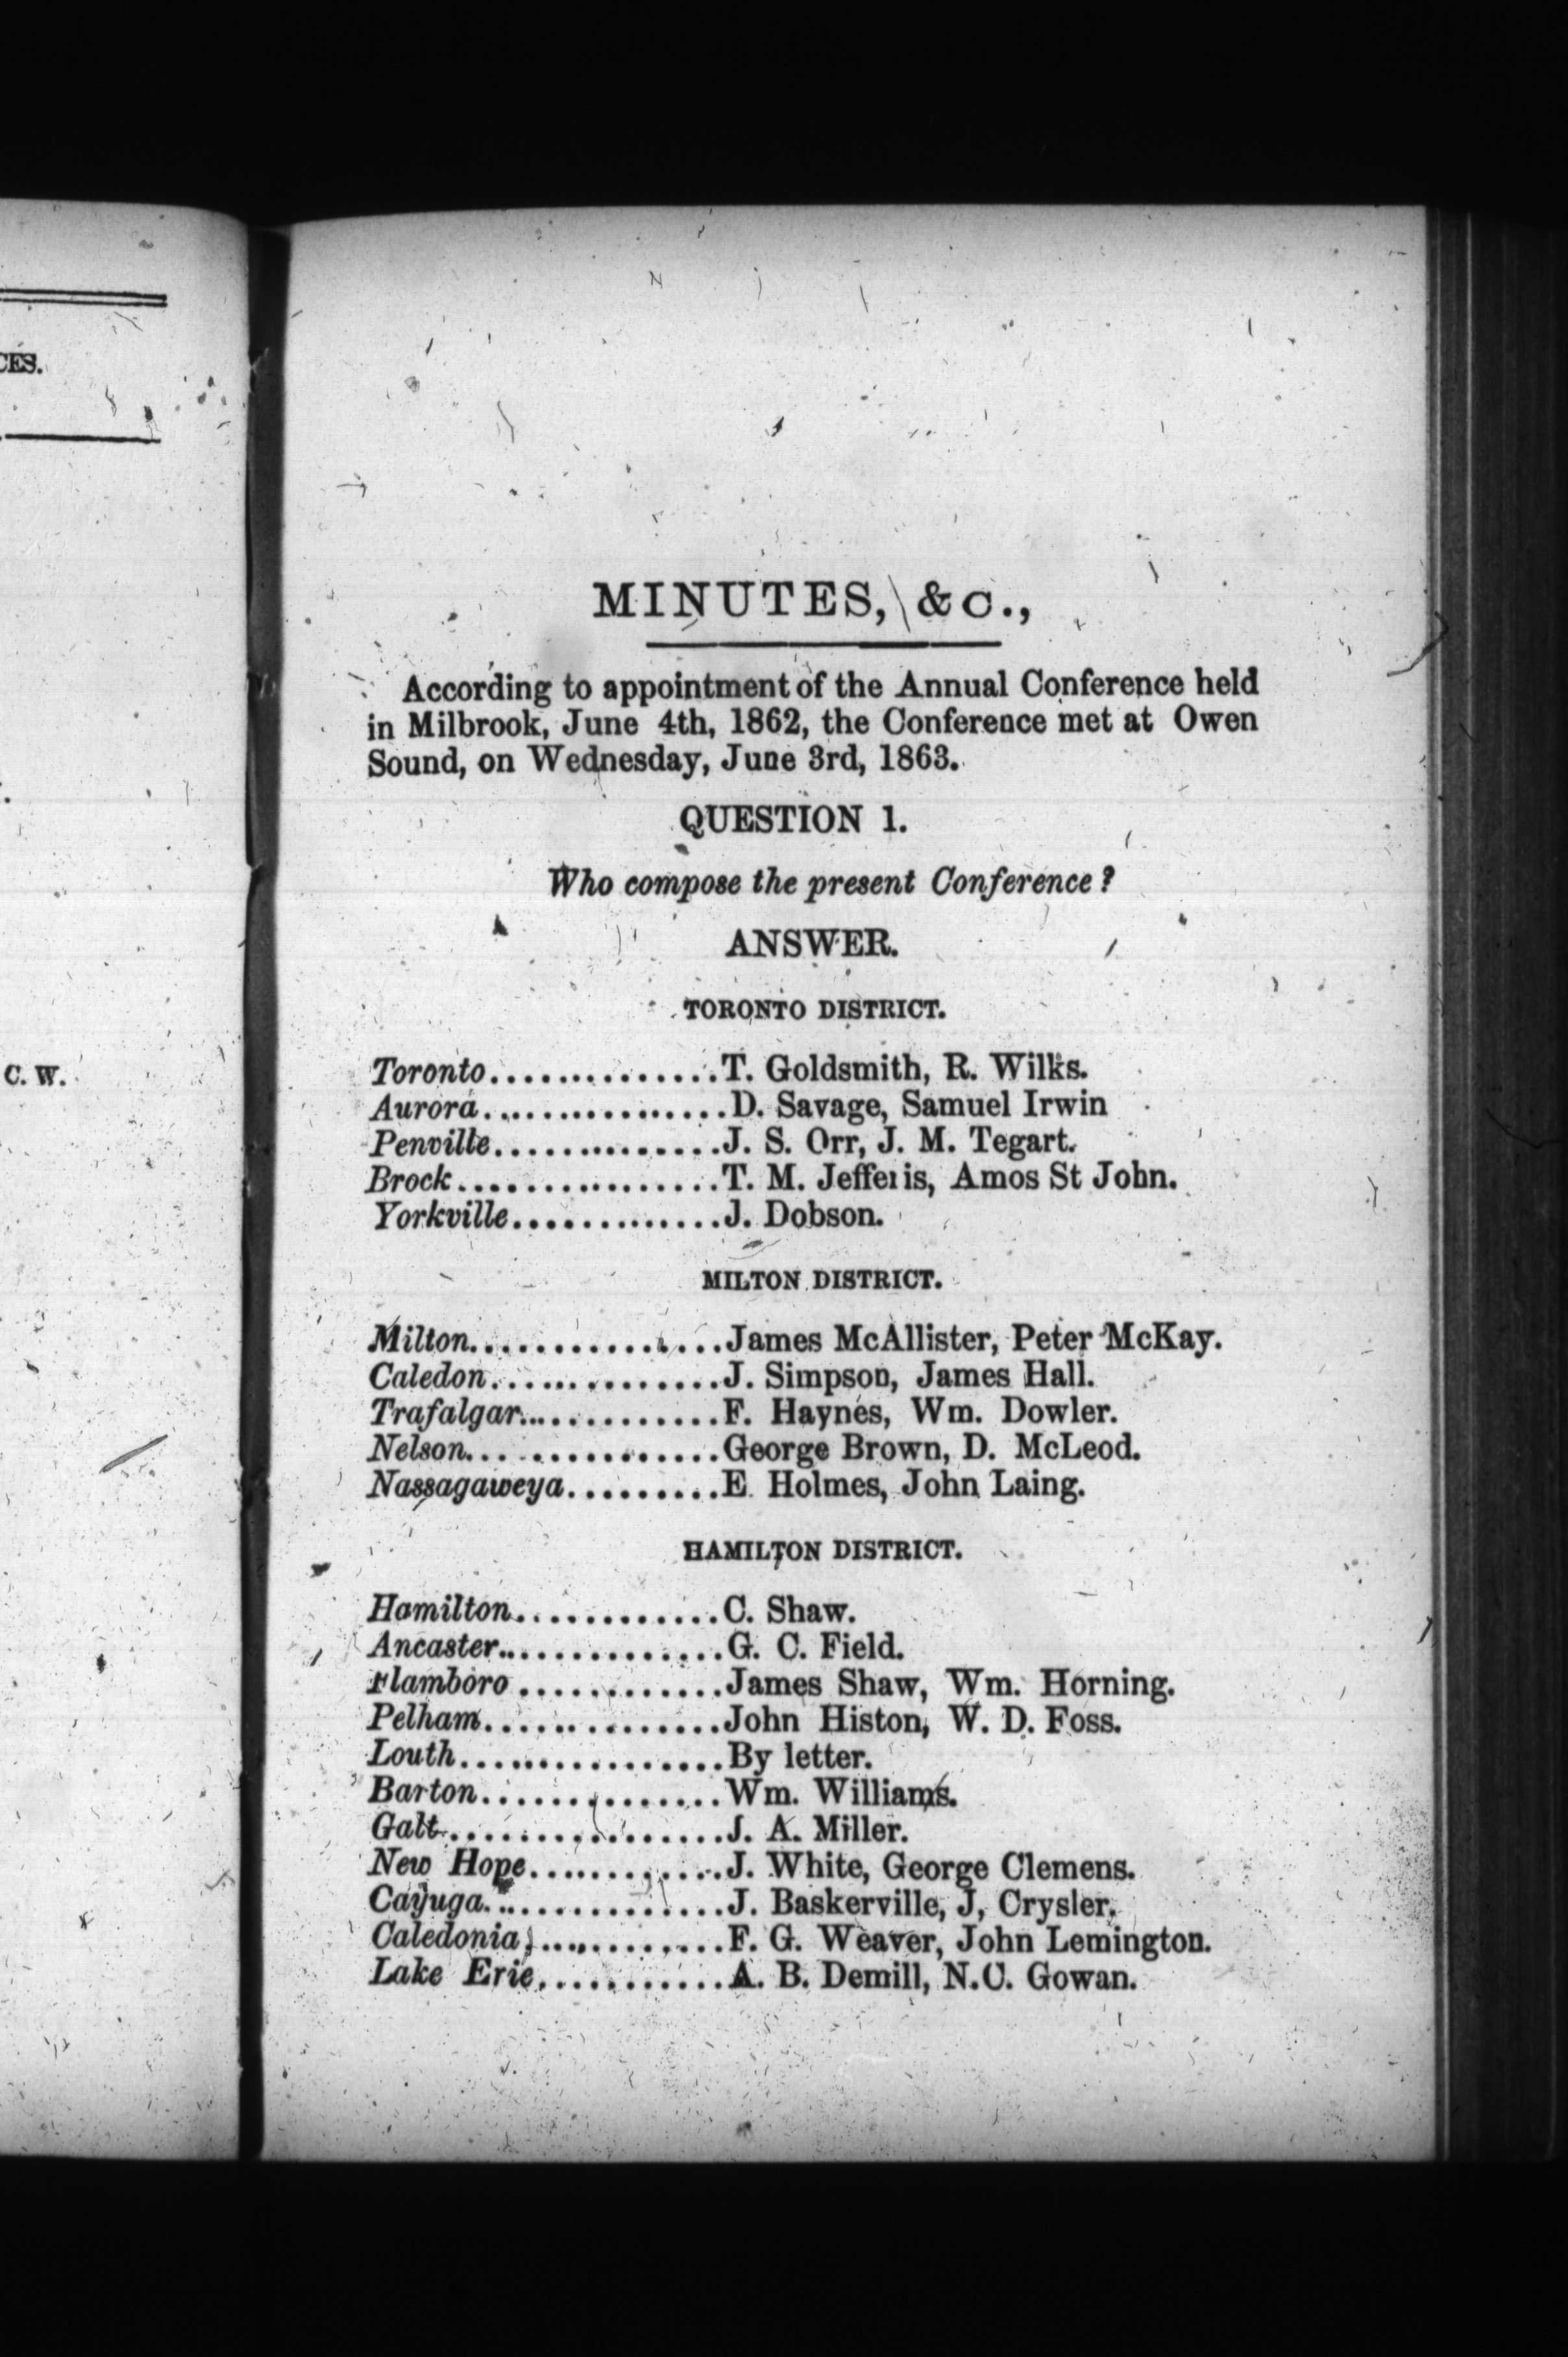 CES.
C. W.
MINUTES, &c.,
According to appointment of the Annual Conference held
in Milbrook, June 4th, 1862, the Conference met at Owen
Sound, on Wednesday, June 3rd, 1863.
QUESTION 1.
Who compose the present Conference?
ANSWER.
TORONTO DISTRICT.
Toronto..............T. Goldsmith, R. Wilks.
Aurora...............D. Savage, Samuel Irwin
Penville..............J. S. Orr, J. M. Tegart.
Brock................T. M. Jefferis, Amos St John.
Yorkville.............J. Dobson.
MILTON DISTRICT.
Milton...............James McAllister, Peter McKay.
Caledon..............J. Simpson, James Hall.
Trafalgar.............F. Haynes, Wm. Dowler.
Nelson...............George Brown, D. McLeod.
Nassagaweya.........E. Holmes, John Laing.
HAMILTON DISTRICT.
Hamilton............C. Shaw.
Ancaster..............G. C. Field.
Flamboro ............James Shaw, Wm. Horning.
Pelham..............John Histon, W. D. Foss.
Louth................By letter.
Barton..............Wm. Williams.
Galt.................J. A. Miller.
New Hope............J. White, George Clemens.
Cayuga...............J. Baskerville, J, Crysler.
Caledonia............F. G. Weaver, John Lemington.
Lake Erie...........A. B. Demill, N.C. Gowan.